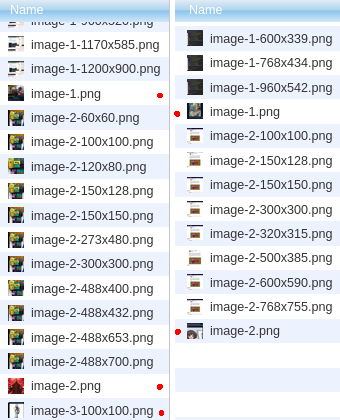 Name
image-1-1170x585.png
image-1-1200x900.png
image-1.png
image-2-60x60.png
image-2-100x100.png
image-2-120x80.png
image-2-150x128.png
image-2-150x150.png
image-2-273x480.png
image-2-300x300.png
image-2-488x400.png
image-2-488x432.png
image-2-488x653.png
image-2-488x700.png
image-2.png
image-3-100x100.png
Name
image-1-600x339.png
image-1-768x434.png
image-1-960x542.png
image-1.png
image-2-100x100.png
image-2-150x128.png
image-2-150x150.png
image-2-300x300.png
image-2-320x315.png
image-2-500x385.png
image-2-600x590.png
image-2-768x755.png
image-2.png